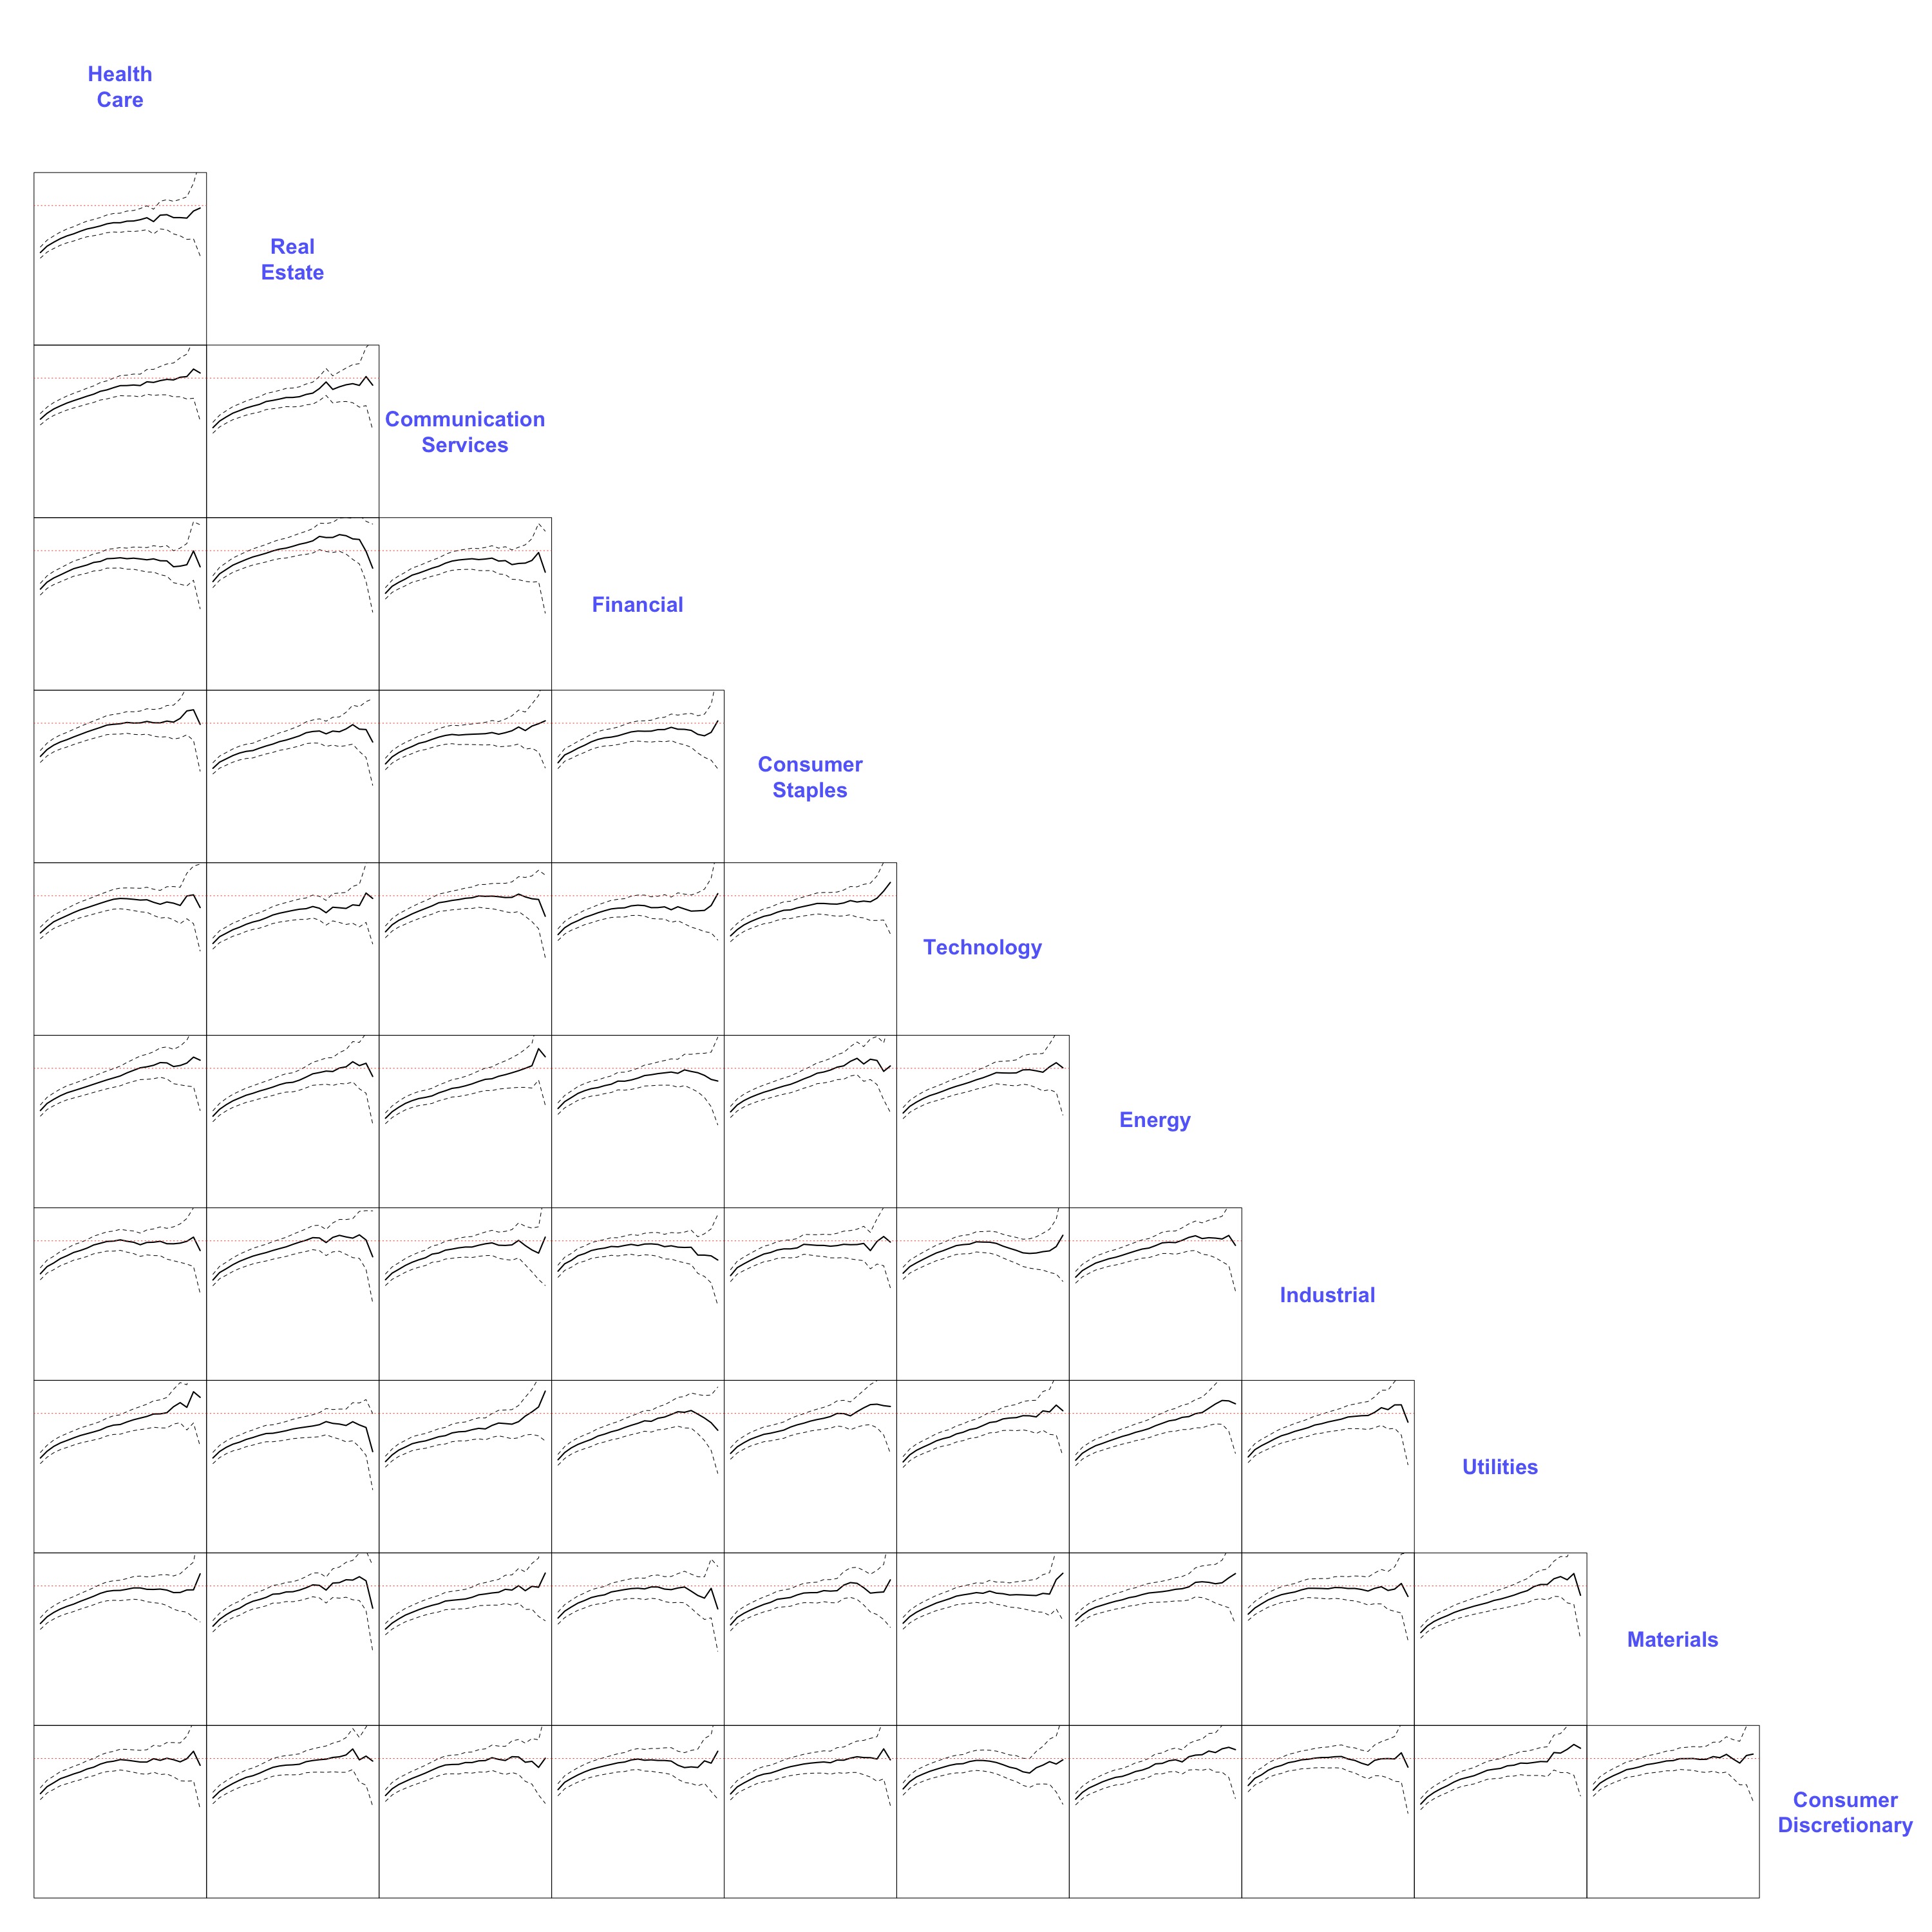 Health
Care
Real
Estate
Communication
Services
Financial
Consumer
Staples
Technology
Energy
Industrial
Utilities
Materials
Consumer
Discretionary